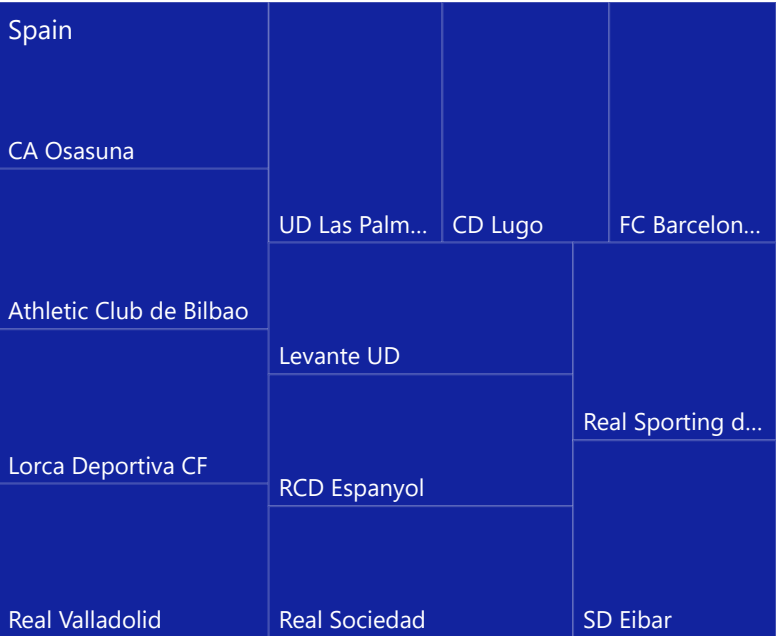 Spain
CA Osasuna
Athletic Club de Bilbao
Lorca Deportiva CF
Real Valladolid
UD Las Palm...
CD Lugo
FC Barcelon...
Levante UD
RCD Espanyol
Real Sociedad
Real Sporting d...
SD Eibar